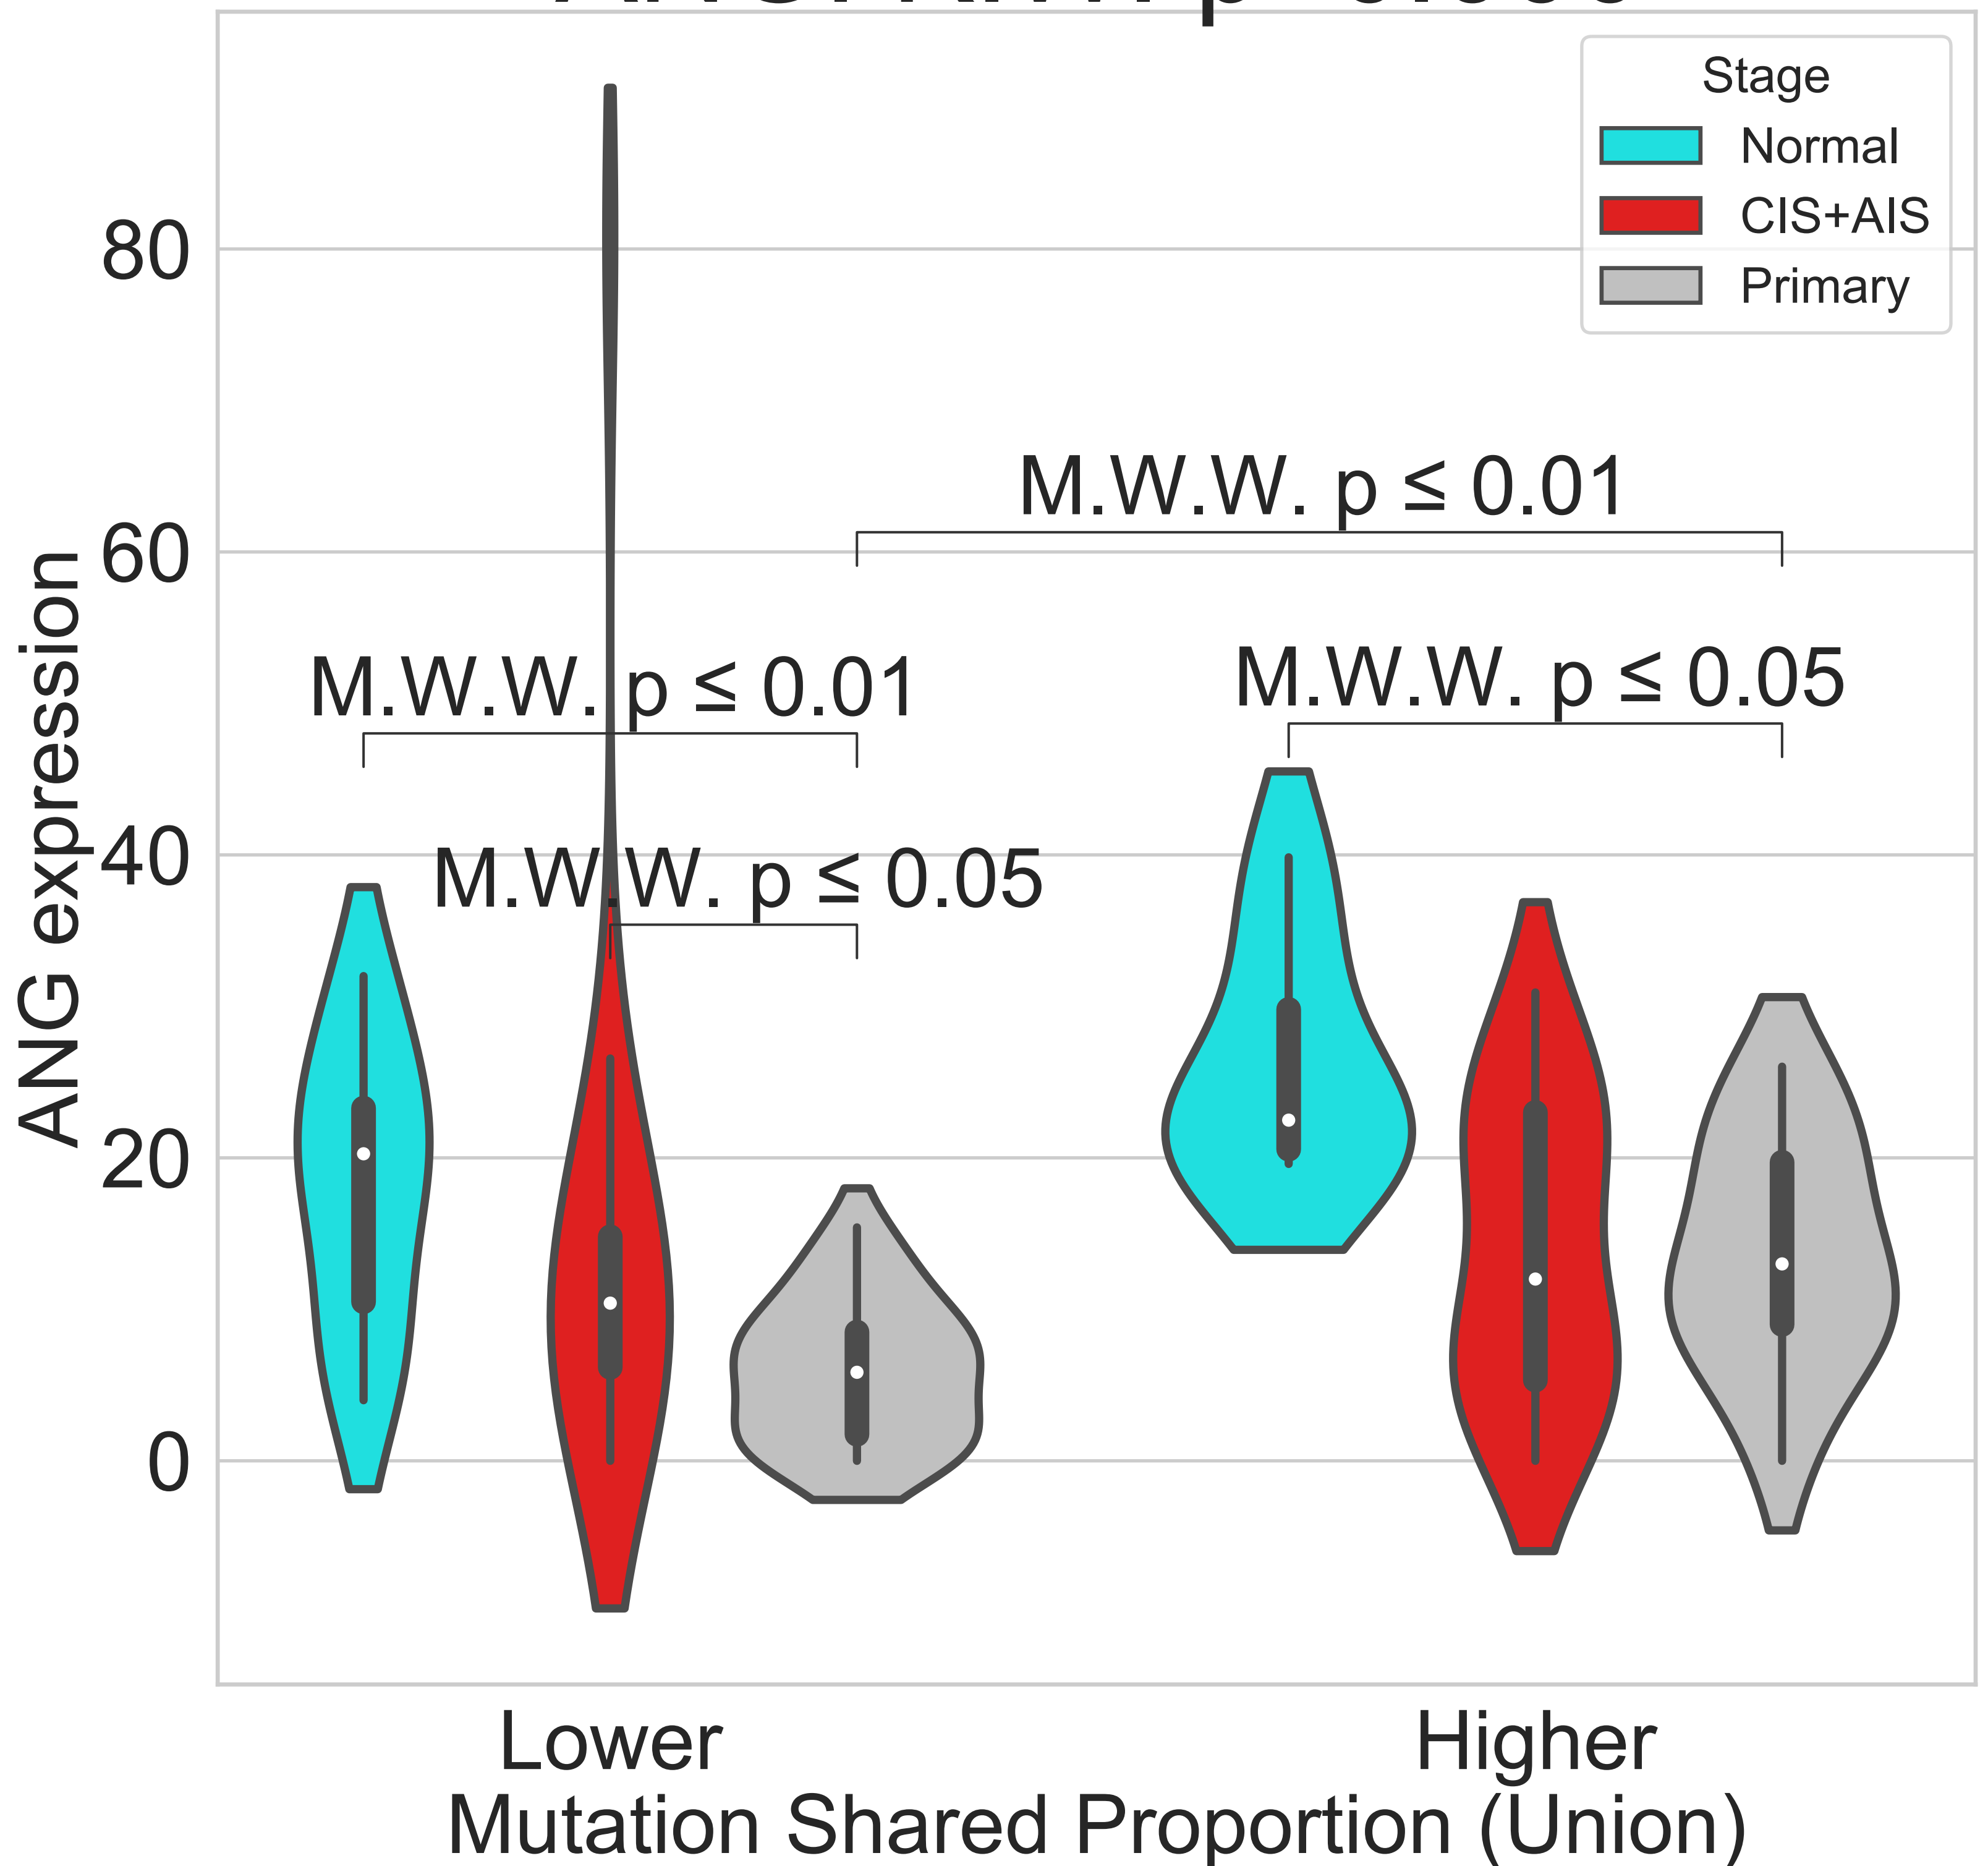 Stage
Normal
CIS+AIS
Primary
80
60
40
20
0
ANG expression
M.W.W. p ≤ 0.01
M.W.W. p ≤ 0.01
M.W.W. p ≤ 0.05
M.W.W. p ≤ 0.05
Lower
Higher
Mutation Shared Proportion (Union)